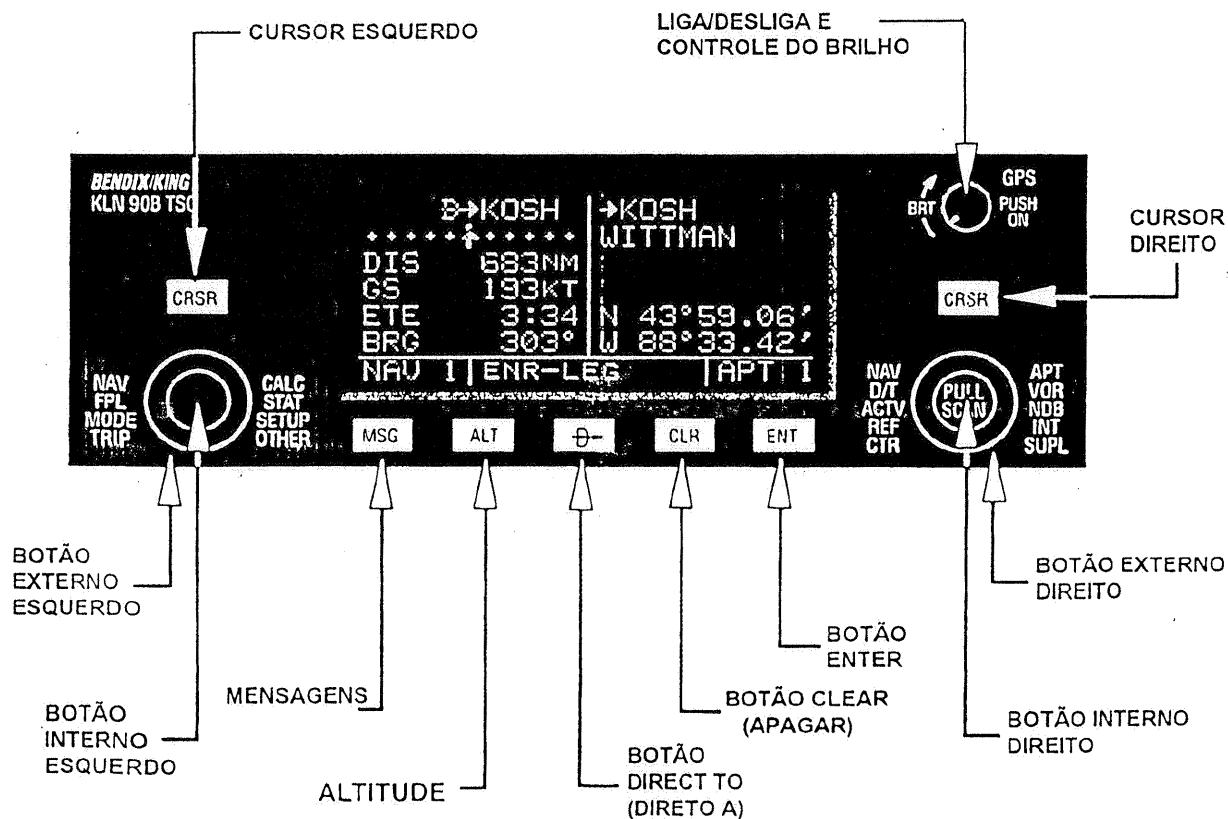 CURSOR ESQUERDO
LIGA/DESLIGA E
CONTROLE DO BRILHO
CURSOR
DIREITO
BENDIX/KING
KLN 90B TSO
GPS
BRT
PUSH
ON
CRSR
CRSR
D→KOSH
DIS 683NM
GS 193KT
ETE 3:34
BRG 303°
→KOSH
WITTMAN
N 43°59.06'
W 88°33.42'
NAV 1 ENR-LEG APT 1
NAV
FPL
MODE
TRIP
CALC
STAT
SETUP
OTHER
MSG
ALT
D
CLR
ENT
NAV
D/T
ACTV
REF
CTR
PULL
SCAN
APT
VOR
NDB
INT
SUPL
BOTÃO
EXTERNO
ESQUERDO
BOTÃO
INTERNO
ESQUERDO
MENSAGENS
ALTITUDE
BOTÃO
DIRECT TO
(DIRETO A)
BOTÃO CLEAR
(APAGAR)
BOTÃO
ENTER
BOTÃO EXTERNO
DIREITO
BOTÃO INTERNO
DIREITO